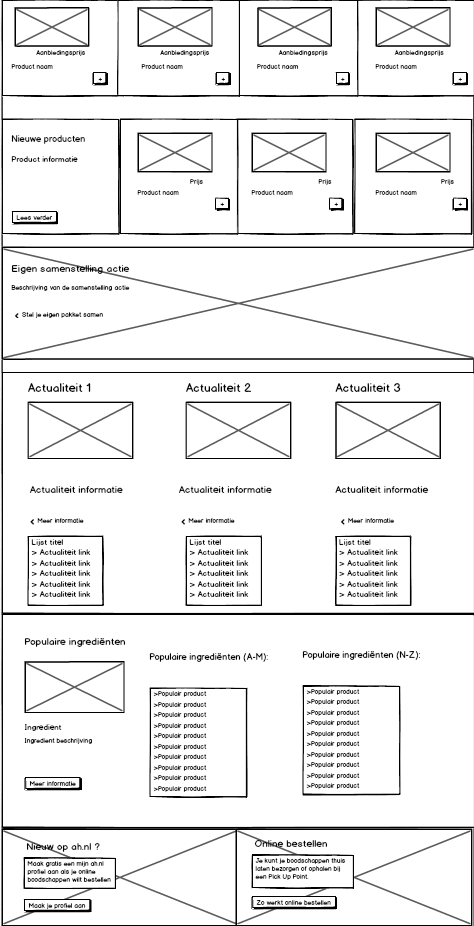 Aanbiedingsprijs Aanbiedingsprijs Aanbiedingsprijs Aanbiedingsprijs
Product naam Product naam Product naam Product naam
+ + + +
Nieuwe producten
Product informatie
Lees verder
Prijs Prijs Prijs
Product naam Product naam Product naam
+ + +
Eigen samenstelling actie
Beschrijving van de samenstelling actie
< Stel je eigen pakket samen
Actualiteit 1
Actualiteit informatie
< Meer informatie
Lijst titel
> Actualiteit link
> Actualiteit link
> Actualiteit link
> Actualiteit link
> Actualiteit link
Actualiteit 2
Actualiteit informatie
< Meer informatie
Lijst titel
> Actualiteit link
> Actualiteit link
> Actualiteit link
> Actualiteit link
> Actualiteit link
Actualiteit 3
Actualiteit informatie
< Meer informatie
Lijst titel
> Actualiteit link
> Actualiteit link
> Actualiteit link
> Actualiteit link
> Actualiteit link
Populaire ingrediënten
Ingrediënt
Ingredient beschrijving
Meer informatie
Populaire ingrediënten (A-M):
>Populair product
>Populair product
>Populair product
>Populair product
>Populair product
>Populair product
>Populair product
>Populair product
>Populair product
>Populair product
Populaire ingrediënten (N-Z):
>Populair product
>Populair product
>Populair product
>Populair product
>Populair product
>Populair product
>Populair product
>Populair product
>Populair product
>Populair product
Nieuw op ah.nl ?
Maak gratis een mijn ah.nl
profiel aan als je online
boodschappen wilt bestellen
Maak je profiel aan
Online bestellen
Je kunt je boodschappen thuis
laten bezorgen of ophalen bij
een Pick Up Point.
Zo werkt online bestellen